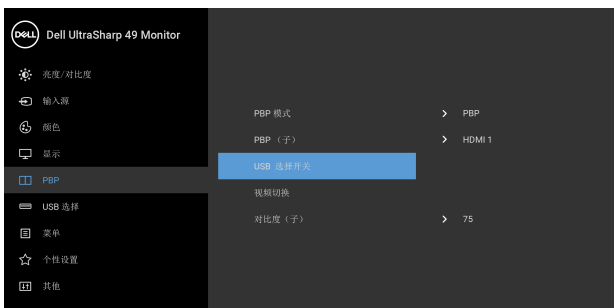 DELL Dell UltraSharp 49 Monitor
亮度/对比度
输入源
颜色
显示
PBP
USB 选择
菜单
个性设置
其他
PBP 模式 PBP
PBP （子） HDMI 1
USB 选择开关
视频切换
对比度（子） 75